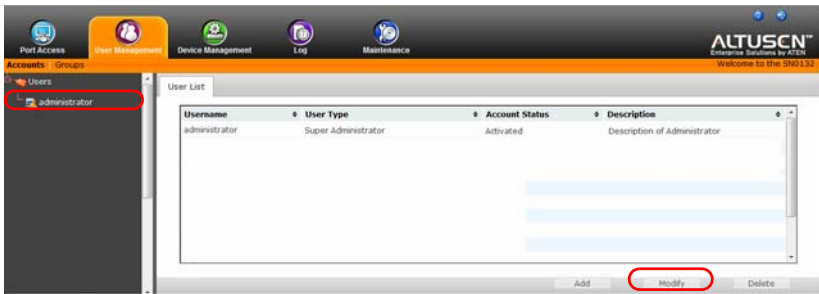 Port Access
User Management
Device Management
Log
Maintenance
ALTUSCN™
Enterprise Solutions by ATEN
Accounts Groups
Welcome to the SN0132
Users
administrator
User List
Username User Type Account Status Description
administrator Super Administrator Activated Description of Administrator
Add Modify Delete